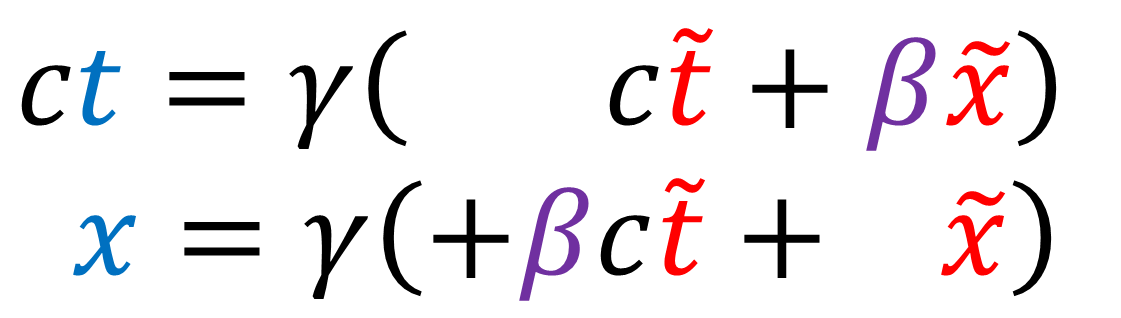 ct = γ( ct̃ + βx̃)
x = γ(+βct̃ + x̃)